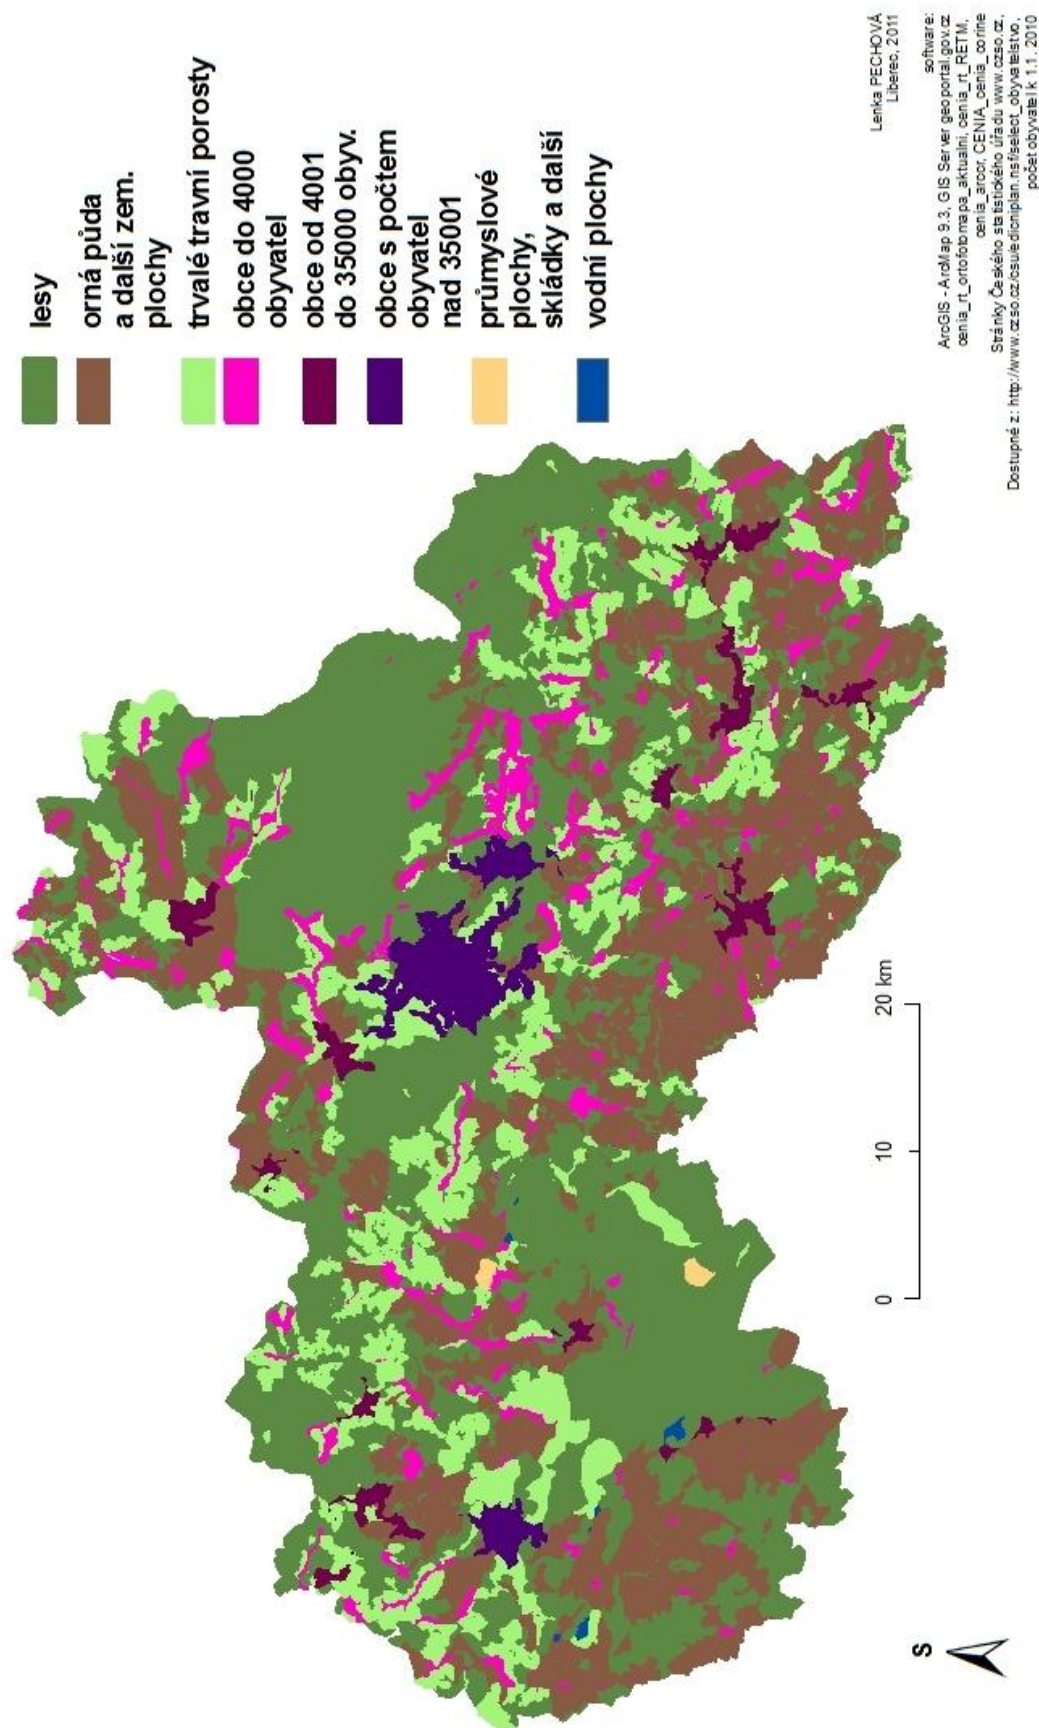 lesy
orná půda
a další zem.
plochy
trvalé travní porosty
obce do 4000
obyvatel
obce od 4001
do 35000 obyv.
obce s počtem
obyvatel
nad 35001
průmyslové
plochy,
skládky a další
vodní plochy
S
0 10 20 km
Lenka PECHOVÁ
Liberec, 2011
software:
ArcGIS - ArcMap 9.3, GIS Server geoportal.gov.cz
cenia_rt_ortofotomapa_aktualni, cenia_rt_RETM,
cenia_arccr, CENIA_cenia_corine
Stránky Českého statistického úřadu www.czso.cz,
Dostupné z: http://www.czso.cz/csu/edicniplan.nsf/select_obyvatelstvo,
počet obyvatel k 1.1. 2010